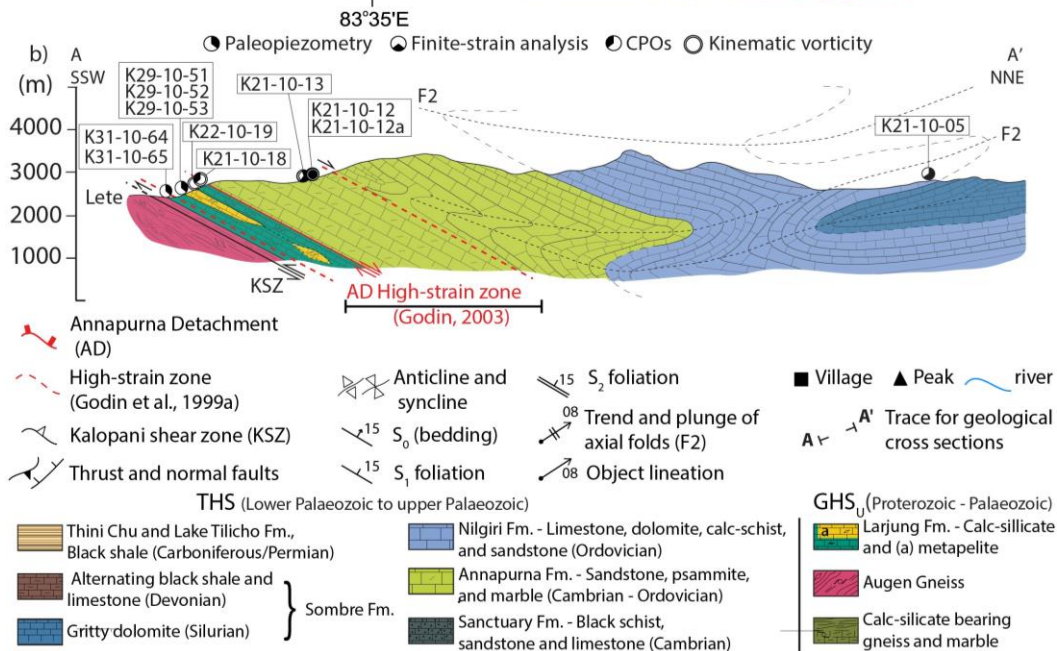 83°35'E
Paleopiezometry Finite-strain analysis CPOs Kinematic vorticity
b) A A'
(m) SSW NNE
K29-10-51
K29-10-52
K29-10-53
K21-10-13
K21-10-12
K21-10-12a
F2
K31-10-64
K31-10-65
K22-10-19
K21-10-18
K21-10-05
F2
4000
3000
Lete
2000
1000
KSZ
AD High-strain zone
(Godin, 2003)
Annapurna Detachment
(AD)
High-strain zone
(Godin et al., 1999a)
Kalopani shear zone (KSZ)
Thrust and normal faults
Anticline and
syncline
15 S0 (bedding)
15 S1 foliation
15 S2 foliation
08 Trend and plunge of
axial folds (F2)
08 Object lineation
Village Peak river
A A' Trace for geological
cross sections
THS (Lower Palaeozoic to upper Palaeozoic)
Thini Chu and Lake Tilicho Fm.,
Black shale (Carboniferous/Permian)
Alternating black shale and
limestone (Devonian)
Gritty dolomite (Silurian)
Sombre Fm.
Nilgiri Fm. - Limestone, dolomite, calc-schist,
and sandstone (Ordovician)
Annapurna Fm. - Sandstone, psammite,
and marble (Cambrian - Ordovician)
Sanctuary Fm. - Black schist,
sandstone and limestone (Cambrian)
GHSU (Proterozoic - Palaeozoic)
a Larjung Fm. - Calc-sillicate
and (a) metapelite
Augen Gneiss
Calc-silicate bearing
gneiss and marble